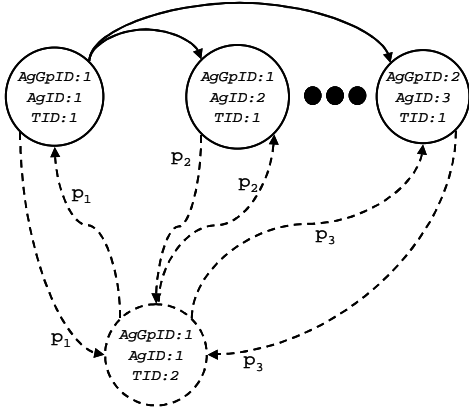 AgGpID:1
AgID:1
TID:1
AgGpID:1
AgID:2
TID:1
AgGpID:2
AgID:3
TID:1
p2
p2
p1
p3
p1
p3
AgGpID:1
AgID:1
TID:2